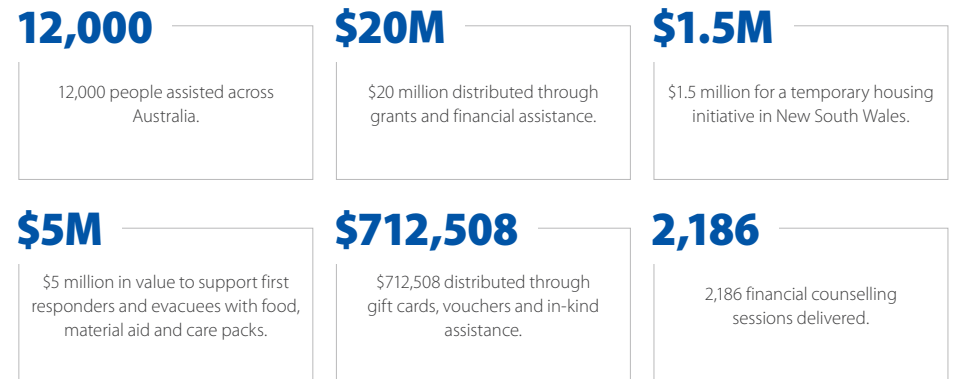 12,000
12,000 people assisted across
Australia.
$20M
$20 million distributed through
grants and financial assistance.
$1.5M
$1.5 million for a temporary housing
initiative in New South Wales.
$5M
$5 million in value to support first
responders and evacuees with food,
material aid and care packs.
$712,508
$712,508 distributed through
gift cards, vouchers and in-kind
assistance.
2,186
2,186 financial counselling
sessions delivered.